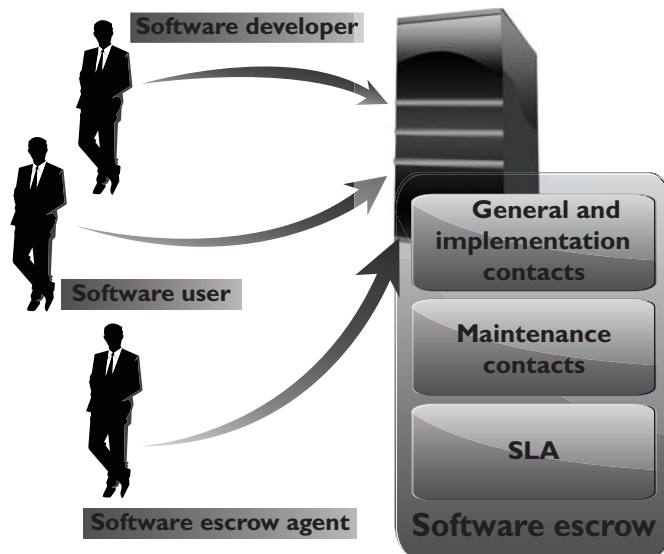 Software developer
Software user
Software escrow agent
General and
implementation
contacts
Maintenance
contacts
SLA
Software escrow